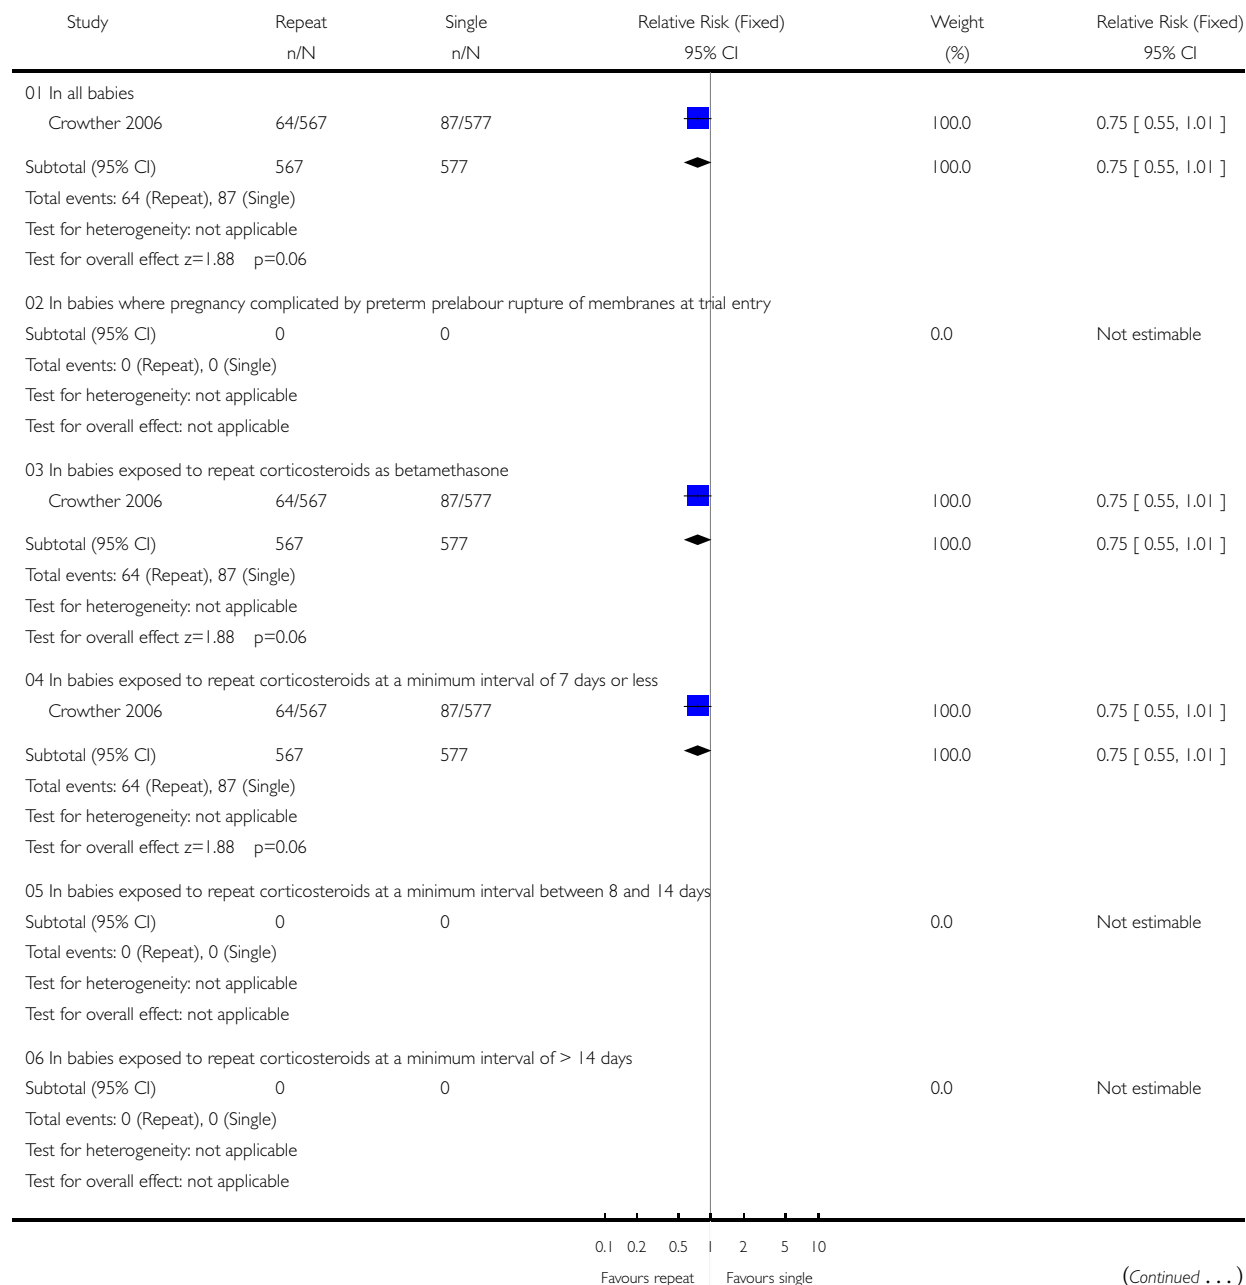 Study Repeat Single Relative Risk (Fixed) Weight Relative Risk (Fixed)
n/N n/N 95% CI (%) 95% CI
01 In all babies
Crowther 2006 64/567 87/577 100.0 0.75 [ 0.55, 1.01 ]
Subtotal (95% CI) 567 577 100.0 0.75 [ 0.55, 1.01 ]
Total events: 64 (Repeat), 87 (Single)
Test for heterogeneity: not applicable
Test for overall effect z=1.88 p=0.06
02 In babies where pregnancy complicated by preterm prelabour rupture of membranes at trial entry
Subtotal (95% CI) 0 0 0.0 Not estimable
Total events: 0 (Repeat), 0 (Single)
Test for heterogeneity: not applicable
Test for overall effect: not applicable
03 In babies exposed to repeat corticosteroids as betamethasone
Crowther 2006 64/567 87/577 100.0 0.75 [ 0.55, 1.01 ]
Subtotal (95% CI) 567 577 100.0 0.75 [ 0.55, 1.01 ]
Total events: 64 (Repeat), 87 (Single)
Test for heterogeneity: not applicable
Test for overall effect z=1.88 p=0.06
04 In babies exposed to repeat corticosteroids at a minimum interval of 7 days or less
Crowther 2006 64/567 87/577 100.0 0.75 [ 0.55, 1.01 ]
Subtotal (95% CI) 567 577 100.0 0.75 [ 0.55, 1.01 ]
Total events: 64 (Repeat), 87 (Single)
Test for heterogeneity: not applicable
Test for overall effect z=1.88 p=0.06
05 In babies exposed to repeat corticosteroids at a minimum interval between 8 and 14 days
Subtotal (95% CI) 0 0 0.0 Not estimable
Total events: 0 (Repeat), 0 (Single)
Test for heterogeneity: not applicable
Test for overall effect: not applicable
06 In babies exposed to repeat corticosteroids at a minimum interval of > 14 days
Subtotal (95% CI) 0 0 0.0 Not estimable
Total events: 0 (Repeat), 0 (Single)
Test for heterogeneity: not applicable
Test for overall effect: not applicable
0.1 0.2 0.5 1 2 5 10
Favours repeat Favours single (Continued . . . )